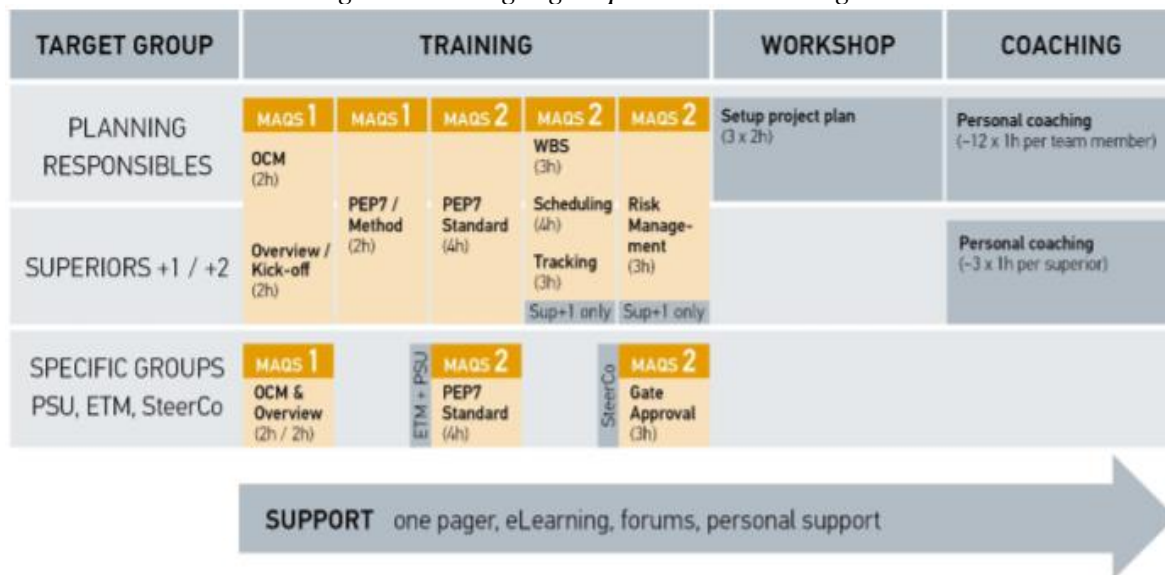 TARGET GROUP
TRAINING
WORKSHOP
COACHING
PLANNING
RESPONSIBLES
MAQS 1
OCM
(2h)
Overview /
Kick-off
(2h)
MAQS 1
PEP7 /
Method
(2h)
MAQS 2
PEP7
Standard
(4h)
MAQS 2
WBS
(3h)
Scheduling
(4h)
Tracking
(3h)
Sup+1 only
MAQS 2
Risk
Manage-
ment
(3h)
Sup+1 only
Setup project plan
(3 x 2h)
Personal coaching
(~12 x 1h per team member)
SUPERIORS +1 / +2
Personal coaching
(~3 x 1h per superior)
SPECIFIC GROUPS
PSU, ETM, SteerCo
MAQS 1
OCM &
Overview
(2h / 2h)
ETM + PSU
MAQS 2
PEP7
Standard
(4h)
SteerCo
MAQS 2
Gate
Approval
(3h)
SUPPORT one pager, eLearning, forums, personal support